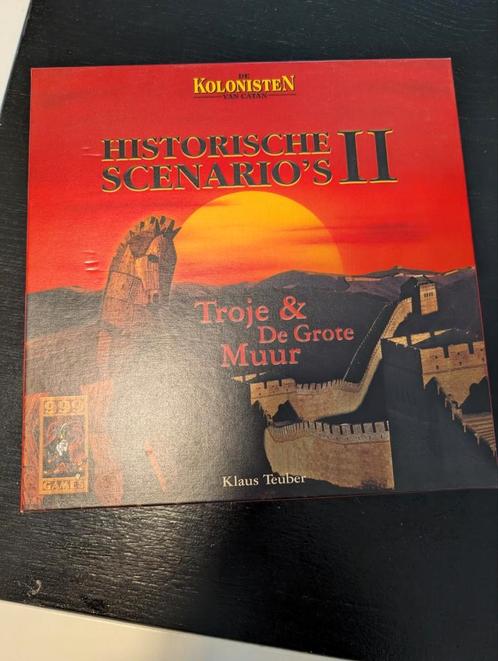 DE
KOLONISTEN
VAN CATAN
HISTORISCHE
SCENARIO'S II
Troje &
De Grote
Muur
999
GAMES
Klaus Teuber